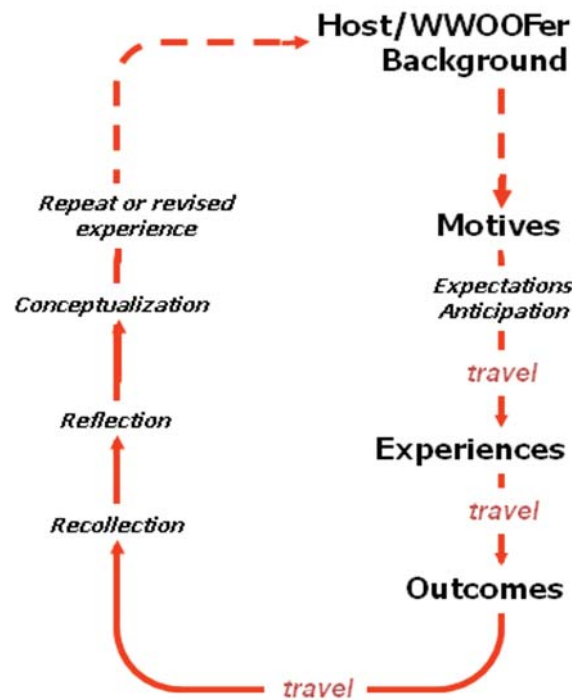 Host/WWOOFer
Background
Motives
Expectations
Anticipation
travel
Experiences
travel
Outcomes
travel
Recollection
Reflection
Conceptualization
Repeat or revised
experience